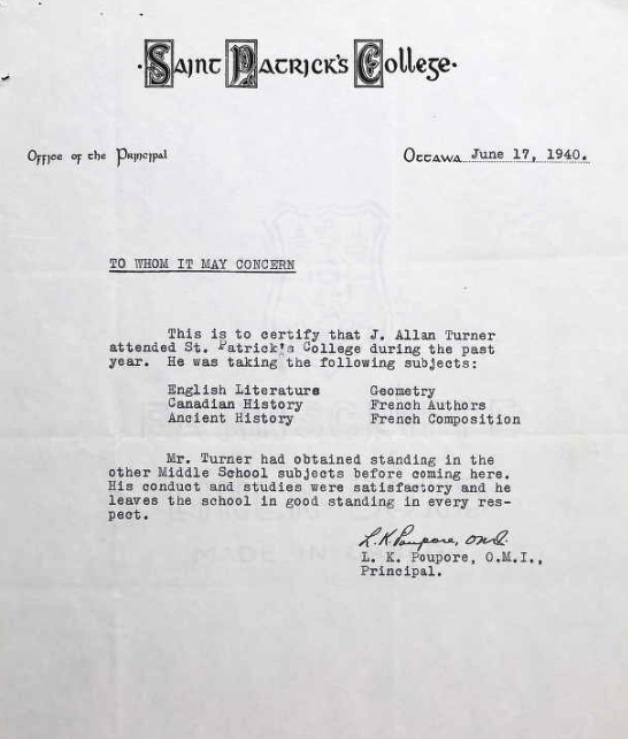 ·Saint Patrick's College·
Office of the Principal
Ottawa June 17, 1940.
TO WHOM IT MAY CONCERN
This is to certify that J. Allan Turner
attended St. Patrick's College during the past
year. He was taking the following subjects:
English Literature Geometry
Canadian History French Authors
Ancient History French Composition
Mr. Turner had obtained standing in the
other Middle School subjects before coming here.
His conduct and studies were satisfactory and he
leaves the school in good standing in every res-
pect.
L. K. Poupore, OMI.
L. K. Poupore, O.M.I.,
Principal.